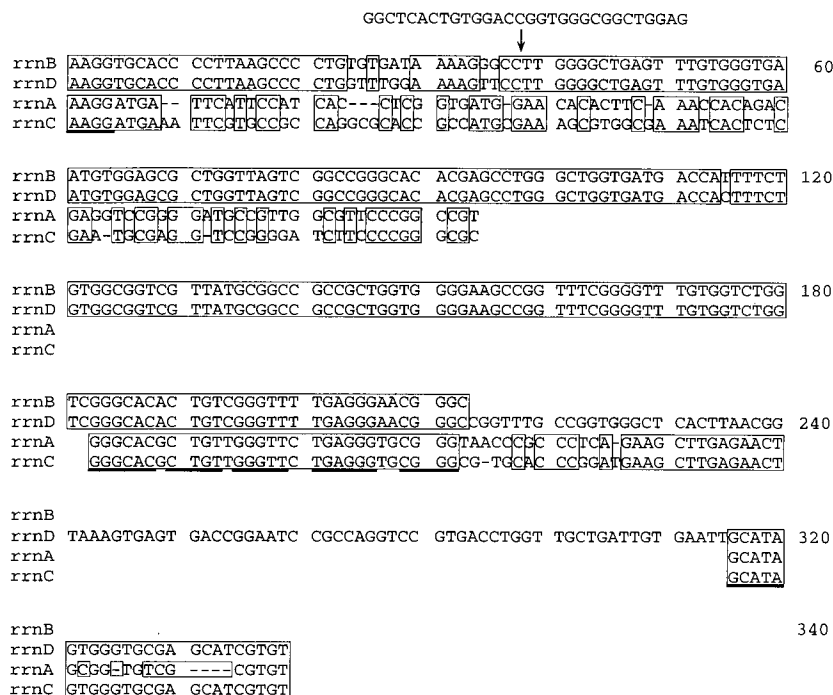 GGCTCACTGTGGACCGGTGGGCGGCTGGAG
rrnB AAGGTGCACC CCTTAAGCCC CTGTGTGATA AAAGGGCCTT GGGGCTGAGT TTGTGGGTGA 60
rrnD AAGGTGCACC CCTTAAGCCC CTGGTTTGGA AAAGTTCCTT GGGGCTGAGT TTGTGGGTGA
rrnA AAGGATGA-- TTCATTCCAT CAC---CTCG GTGATG-GAA CACACTTC-A AACCACAGAC
rrnC AAGGATGAAA TTCGTGCCGC CAGGCGCACC GCCATGCGAA AGCGTGGCGA AAATCACTCTC
rrnB ATGTGGAGCG CTGGTTAGTC GGCCGGGCAC ACGAGCCTGG GCTGGTGATG ACCATTTTCT 120
rrnD ATGTGGAGCG CTGGTTAGTC GGCCGGGCAC ACGAGCCTGG GCTGGTGATG ACCACTTTCT
rrnA GAGGTCCGGG GATGCCGTTG GCGTTCCCGG CCGT
rrnC GAA-TGCGAG G-TCCGGGGA TCTTCCCCGG GCGC
rrnB GTGGCGGTCG TTATGCGGCC GCCGCTGGTG GGGAAGCCGG TTTCGGGGTT TGTGGTCTGG 180
rrnD GTGGCGGTCG TTATGCGGCC GCCGCTGGTG GGGAAGCCGG TTTCGGGGTT TGTGGTCTGG
rrnA
rrnC
rrnB TCGGGCACAC TGTCGGGTTT TGAGGGAACG GGC
rrnD TCGGGCACAC TGTCGGGTTT TGAGGGAACG GGCCGGTTTG CCGGTGGGCT CACTTAACGG 240
rrnA GGGCACGC TGTTGGGTTC TGAGGGTGCG GGTAACCCGC CCTCA-GAAG CTTGAGAACT
rrnC GGGCACGC TGTTGGGTTC TGAGGGTGCG GGCG-TGCAC CCGGATGAAG CTTGAGAACT
rrnB
rrnD TAAAGTGAGT GACCGGAATC CGCCAGGTCC GTGACCTGGT TGCTGATTGT GAATTGCATA 320
rrnA GCATA
rrnC GCATA
rrnB 340
rrnD GTGGGTGCGA GCATCGTGT
rrnA GCGG-TGTCG ----CGTGT
rrnC GTGGGTGCGA GCATCGTGT